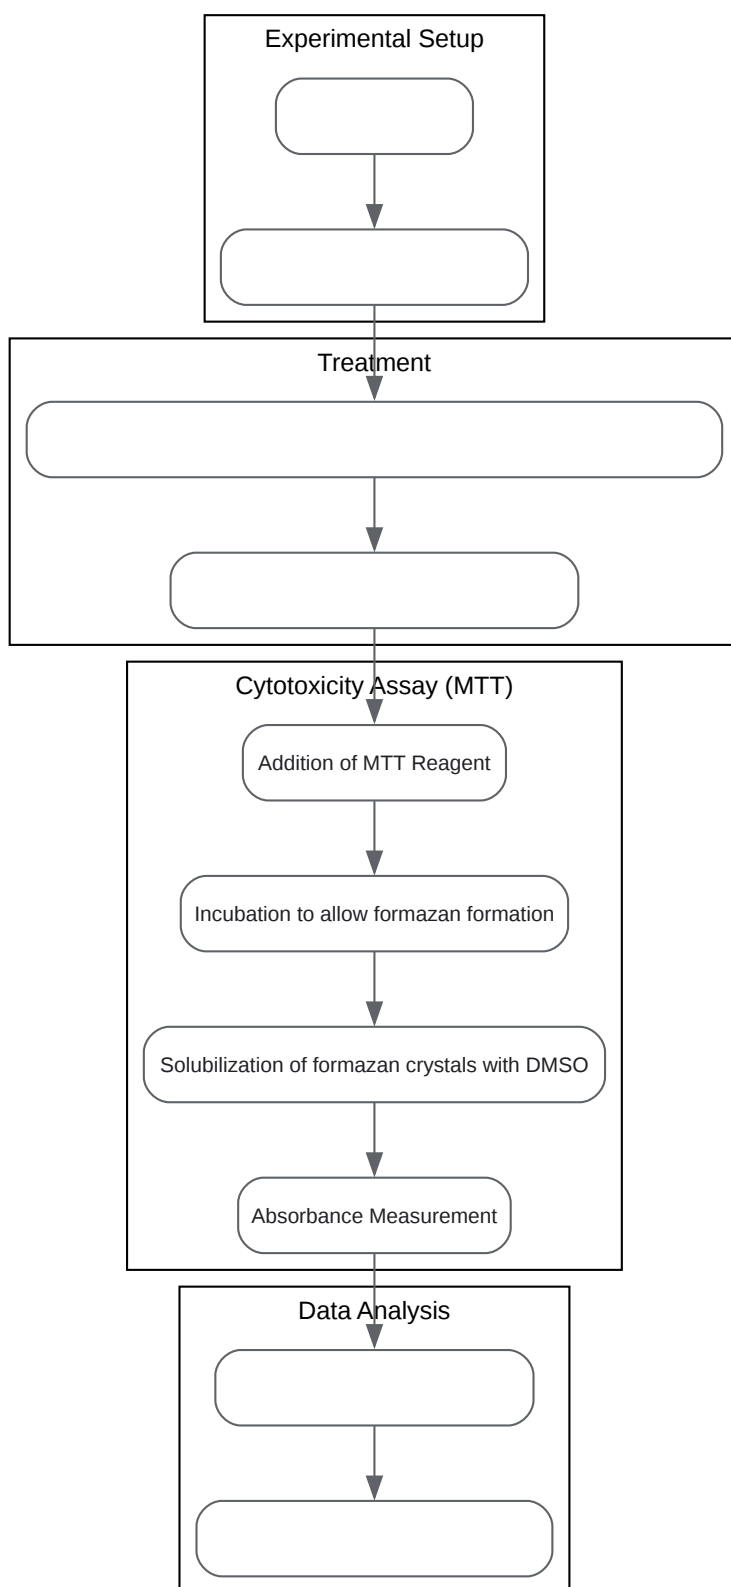 Experimental Setup
Treatment
Cytotoxicity Assay (MTT)
Addition of MTT Reagent
Incubation to allow formazan formation
Solubilization of formazan crystals with DMSO
Absorbance Measurement
Data Analysis